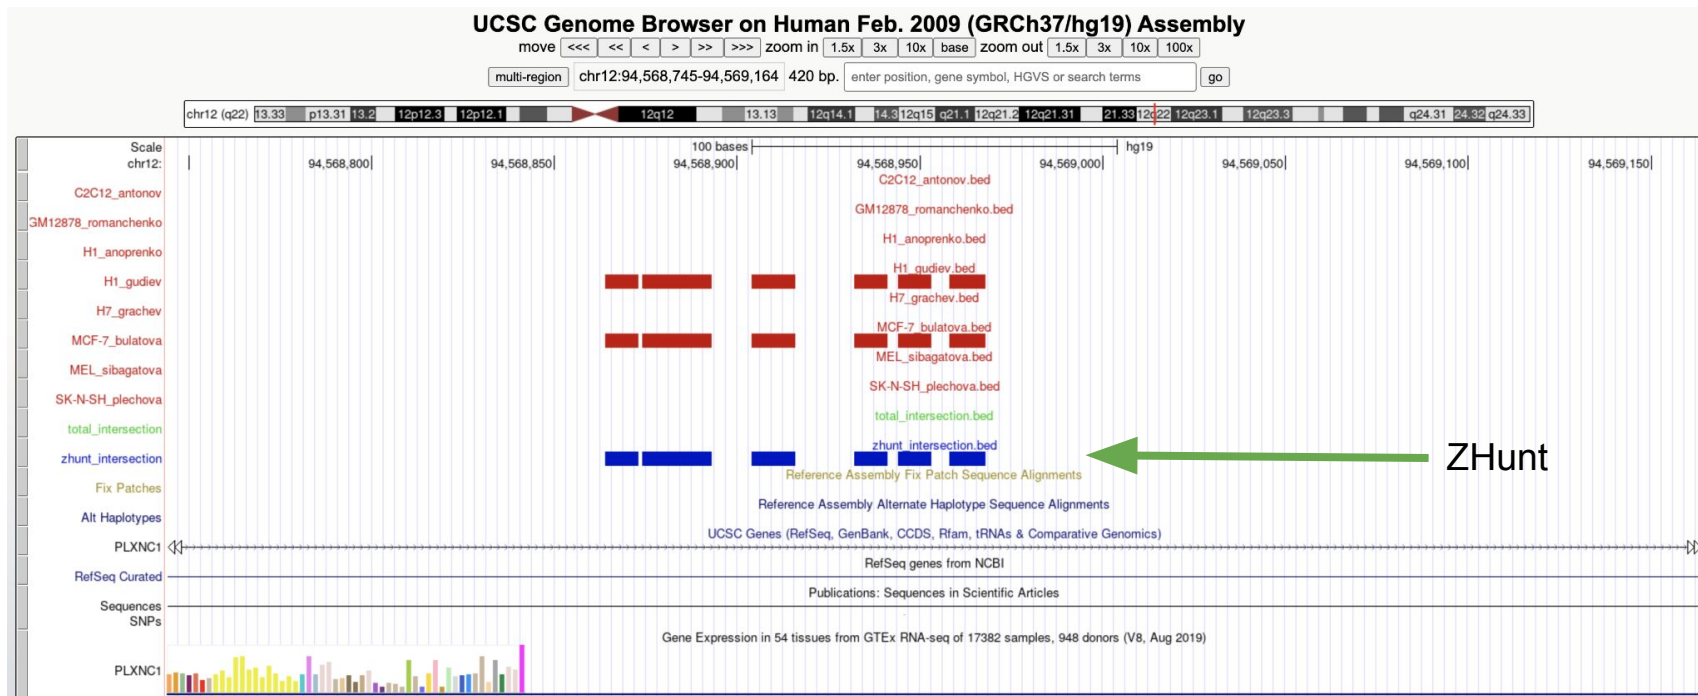 UCSC Genome Browser on Human Feb. 2009 (GRCh37/hg19) Assembly
move <<< << < > >> >>> zoom in 1.5x 3x 10x base zoom out 1.5x 3x 10x 100x
multi-region chr12:94,568,745-94,569,164 420 bp. enter position, gene symbol, HGVS or search terms go
chr12 (q22) 13.33 p13.31 13.2 12p12.3 12p12.1 12q12 13.13 12q14.1 14.3 12q15 q21.1 12q21.2 12q21.31 21.33 12q22 12q23.1 12q23.3 q24.31 24.32 q24.33
Scale 100 bases hg19
chr12: 94,568,800 94,568,850 94,568,900 94,568,950 94,569,000 94,569,050 94,569,100 94,569,150
C2C12_antonov.bed
C2C12_antonov
GM12878_romanchenko.bed
GM12878_romanchenko
H1_anoprenko.bed
H1_anoprenko
H1_gudiev.bed
H1_gudiev
H7_grachev.bed
H7_grachev
MCF-7_bulatova.bed
MCF-7_bulatova
MEL_sibagatova.bed
MEL_sibagatova
SK-N-SH_plechova.bed
SK-N-SH_plechova
total_intersection.bed
total_intersection
zhunt_intersection.bed
zhunt_intersection
ZHunt
Reference Assembly Fix Patch Sequence Alignments
Fix Patches
Reference Assembly Alternate Haplotype Sequence Alignments
Alt Haplotypes
UCSC Genes (RefSeq, GenBank, CCDS, Rfam, tRNAs & Comparative Genomics)
PLXNC1
RefSeq genes from NCBI
RefSeq Curated
Publications: Sequences in Scientific Articles
Sequences
SNPs
Gene Expression in 54 tissues from GTEx RNA-seq of 17382 samples, 948 donors (V8, Aug 2019)
PLXNC1